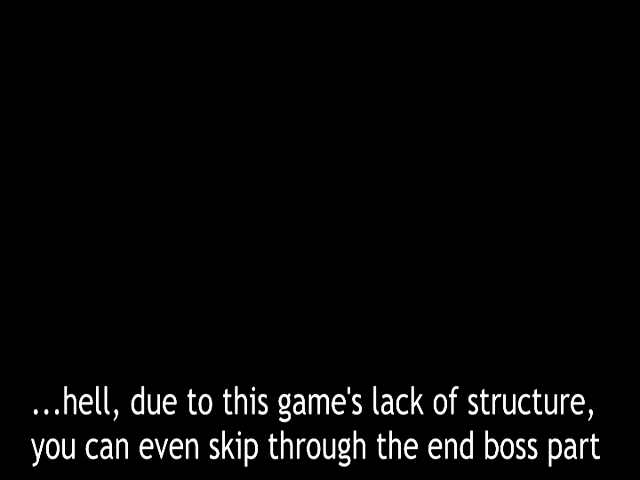 ...hell, due to this game's lack of structure,
you can even skip through the end boss part